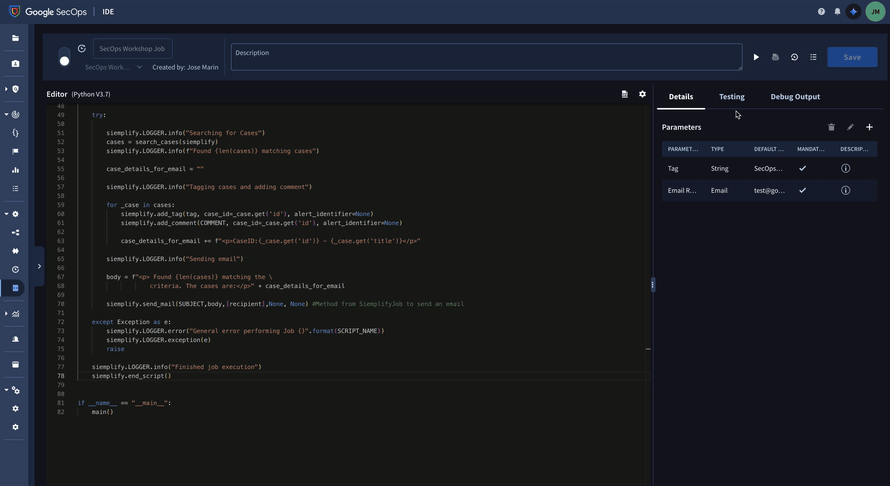 Google SecOps
IDE
JM
SecOps Workshop Job
SecOps Work...
Created by: Jose Marin
Description
Save
Editor (Python V3.7)
48
49 try:
50
51 siemplify.LOGGER.info("Searching for Cases")
52 cases = search_cases(siemplify)
53 siemplify.LOGGER.info(f"Found {len(cases)} matching cases")
54
55 case_details_for_email = ""
56
57 siemplify.LOGGER.info("Tagging cases and adding comment")
58
59 for _case in cases:
60 siemplify.add_tag(tag, case_id=_case.get('id'), alert_identifier=None)
61 siemplify.add_comment(COMMENT, case_id=_case.get('id'), alert_identifier=None)
62
63 case_details_for_email += f"<p>CaseID:{_case.get('id')} - {_case.get('title')}</p>"
64
65 siemplify.LOGGER.info("Sending email")
66
67 body = f"<p> Found {len(cases)} matching the \
68 criteria. The cases are:</p>" + case_details_for_email
69
70 siemplify.send_mail(SUBJECT,body,[recipient],None, None) #Method from SiemplifyJob to send an email
71
72 except Exception as e:
73 siemplify.LOGGER.error("General error performing Job {}".format(SCRIPT_NAME))
74 siemplify.LOGGER.exception(e)
75 raise
76
77 siemplify.LOGGER.info("Finished job execution")
78 siemplify.end_script()
79
80
81 if __name__ == "__main__":
82 main()
Details
Testing
Debug Output
Parameters
PARAMET... TYPE DEFAULT ... MANDAT... DESCRIP...
Tag String SecOps...
Email R... Email test@go...